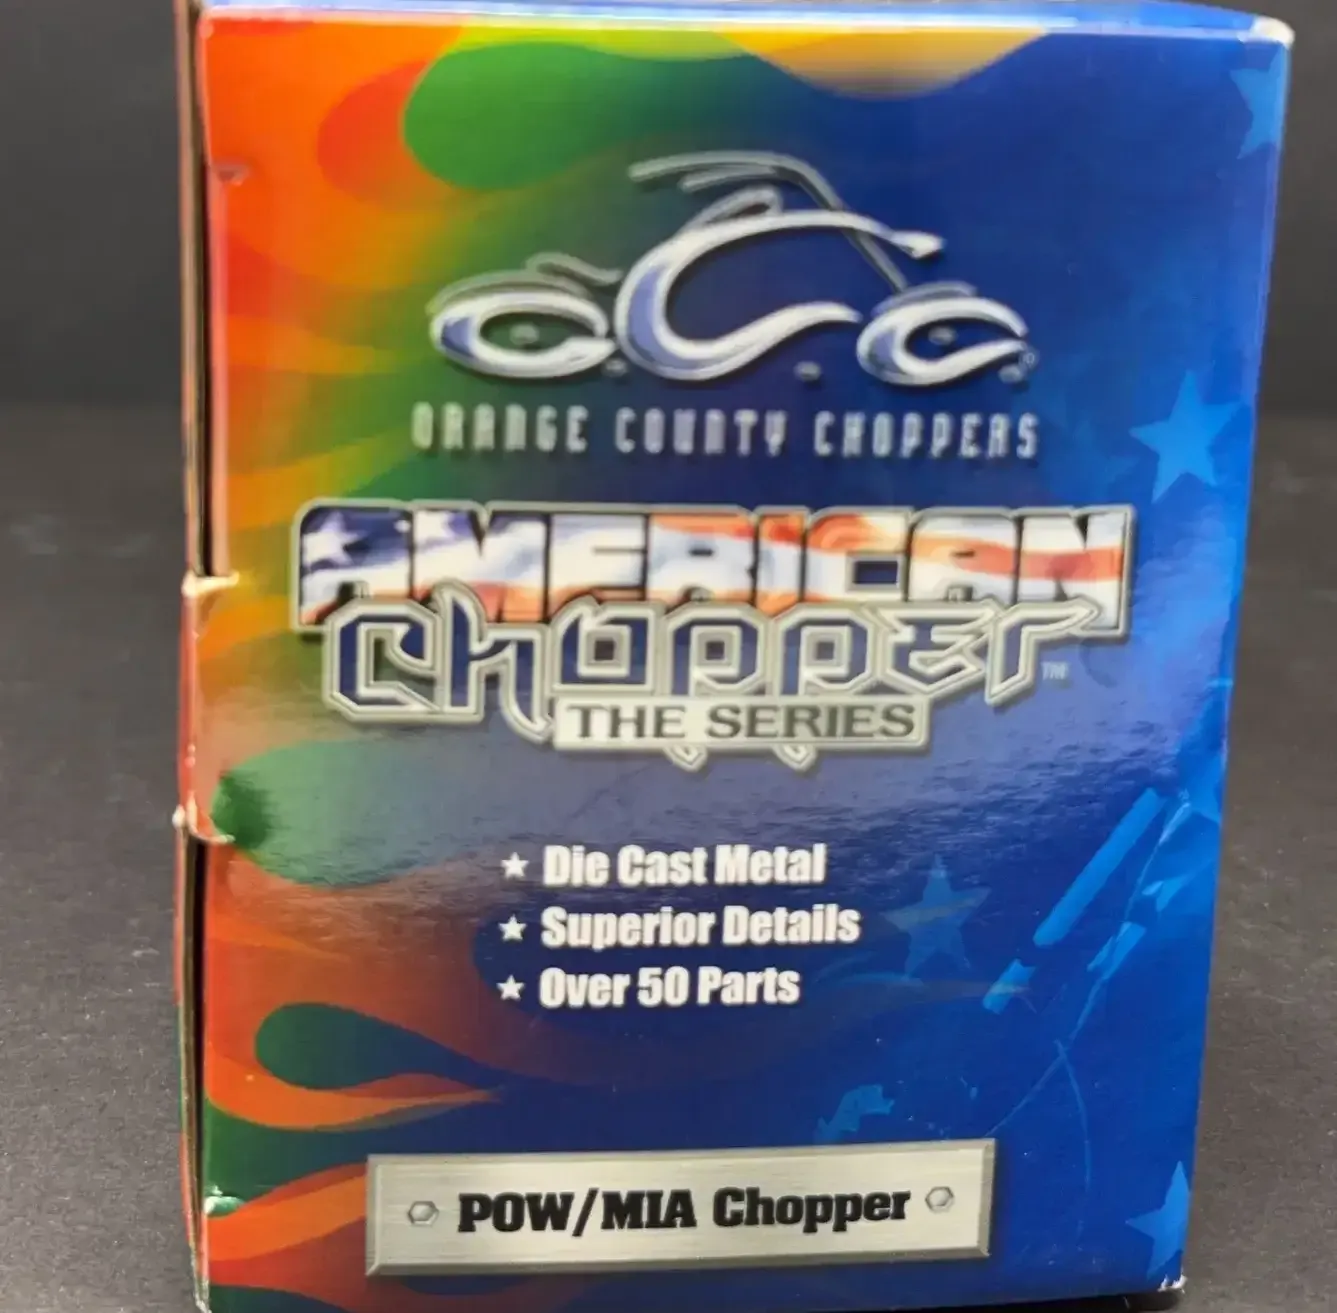 O.C.C.®
ORANGE COUNTY CHOPPERS
AMERICAN
Chopper™
THE SERIES
★ Die Cast Metal
★ Superior Details
★ Over 50 Parts
POW/MIA Chopper